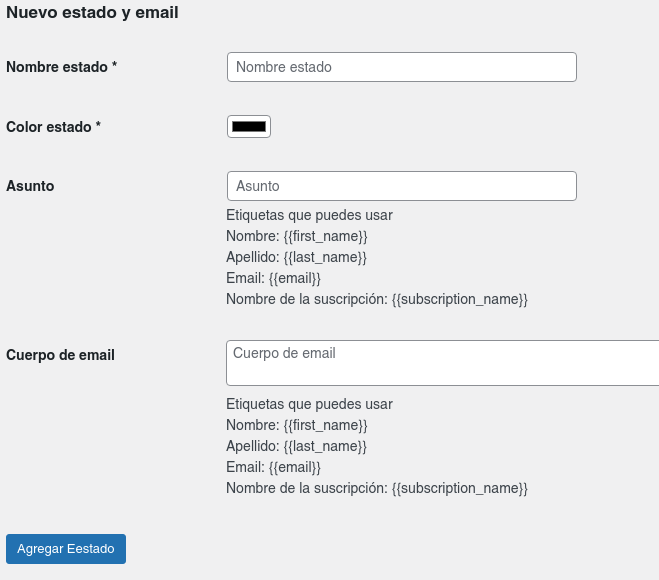 Nuevo estado y email
Nombre estado *
Nombre estado
Color estado *
Asunto
Asunto
Etiquetas que puedes usar
Nombre: {{first_name}}
Apellido: {{last_name}}
Email: {{email}}
Nombre de la suscripción: {{subscription_name}}
Cuerpo de email
Cuerpo de email
Etiquetas que puedes usar
Nombre: {{first_name}}
Apellido: {{last_name}}
Email: {{email}}
Nombre de la suscripción: {{subscription_name}}
Agregar Eestado